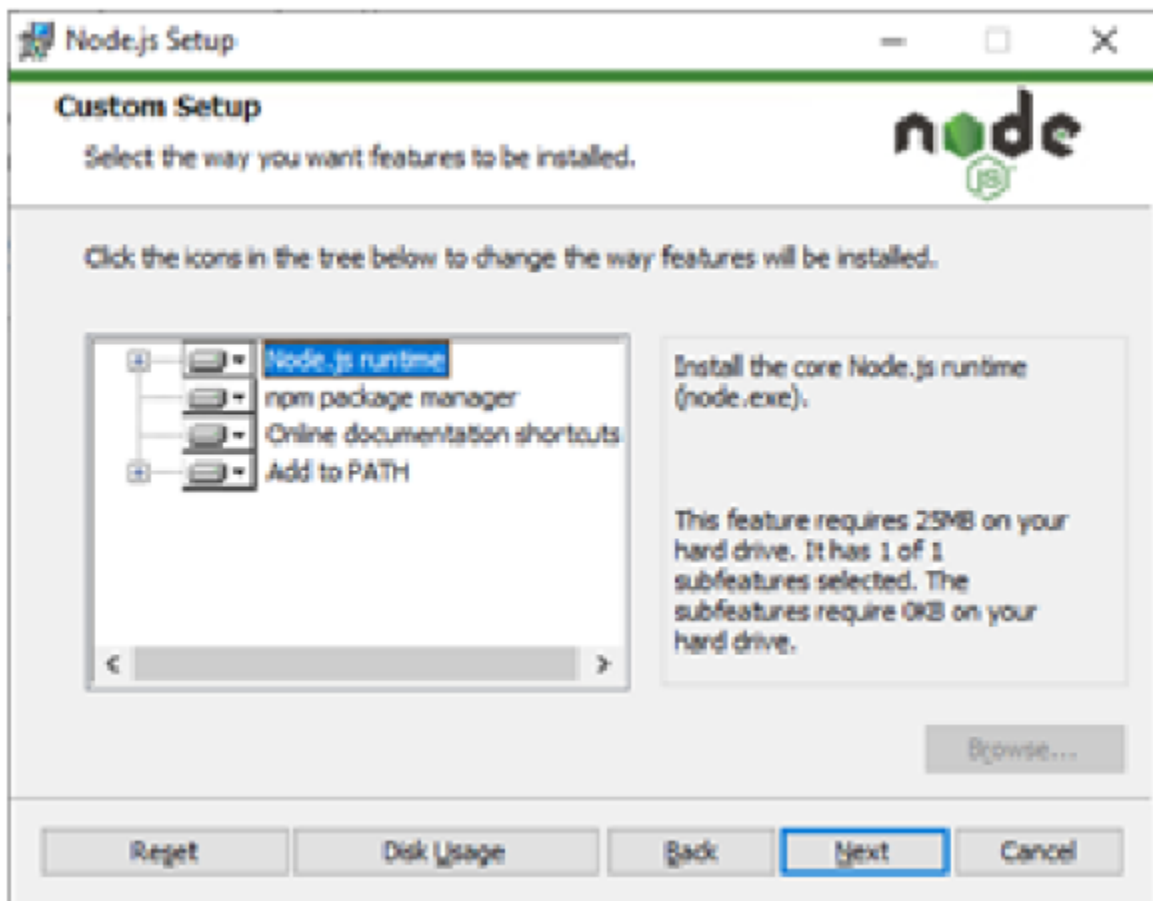 Node.js Setup
Custom Setup
Select the way you want features to be installed.
node
JS
Click the icons in the tree below to change the way features will be installed.
Node.js runtime
npm package manager
Online documentation shortcuts
Add to PATH
Install the core Node.js runtime
(node.exe).
This feature requires 25MB on your
hard drive. It has 1 of 1
subfeatures selected. The
subfeatures require 0KB on your
hard drive.
Browse...
Reset
Disk Usage
Back
Next
Cancel